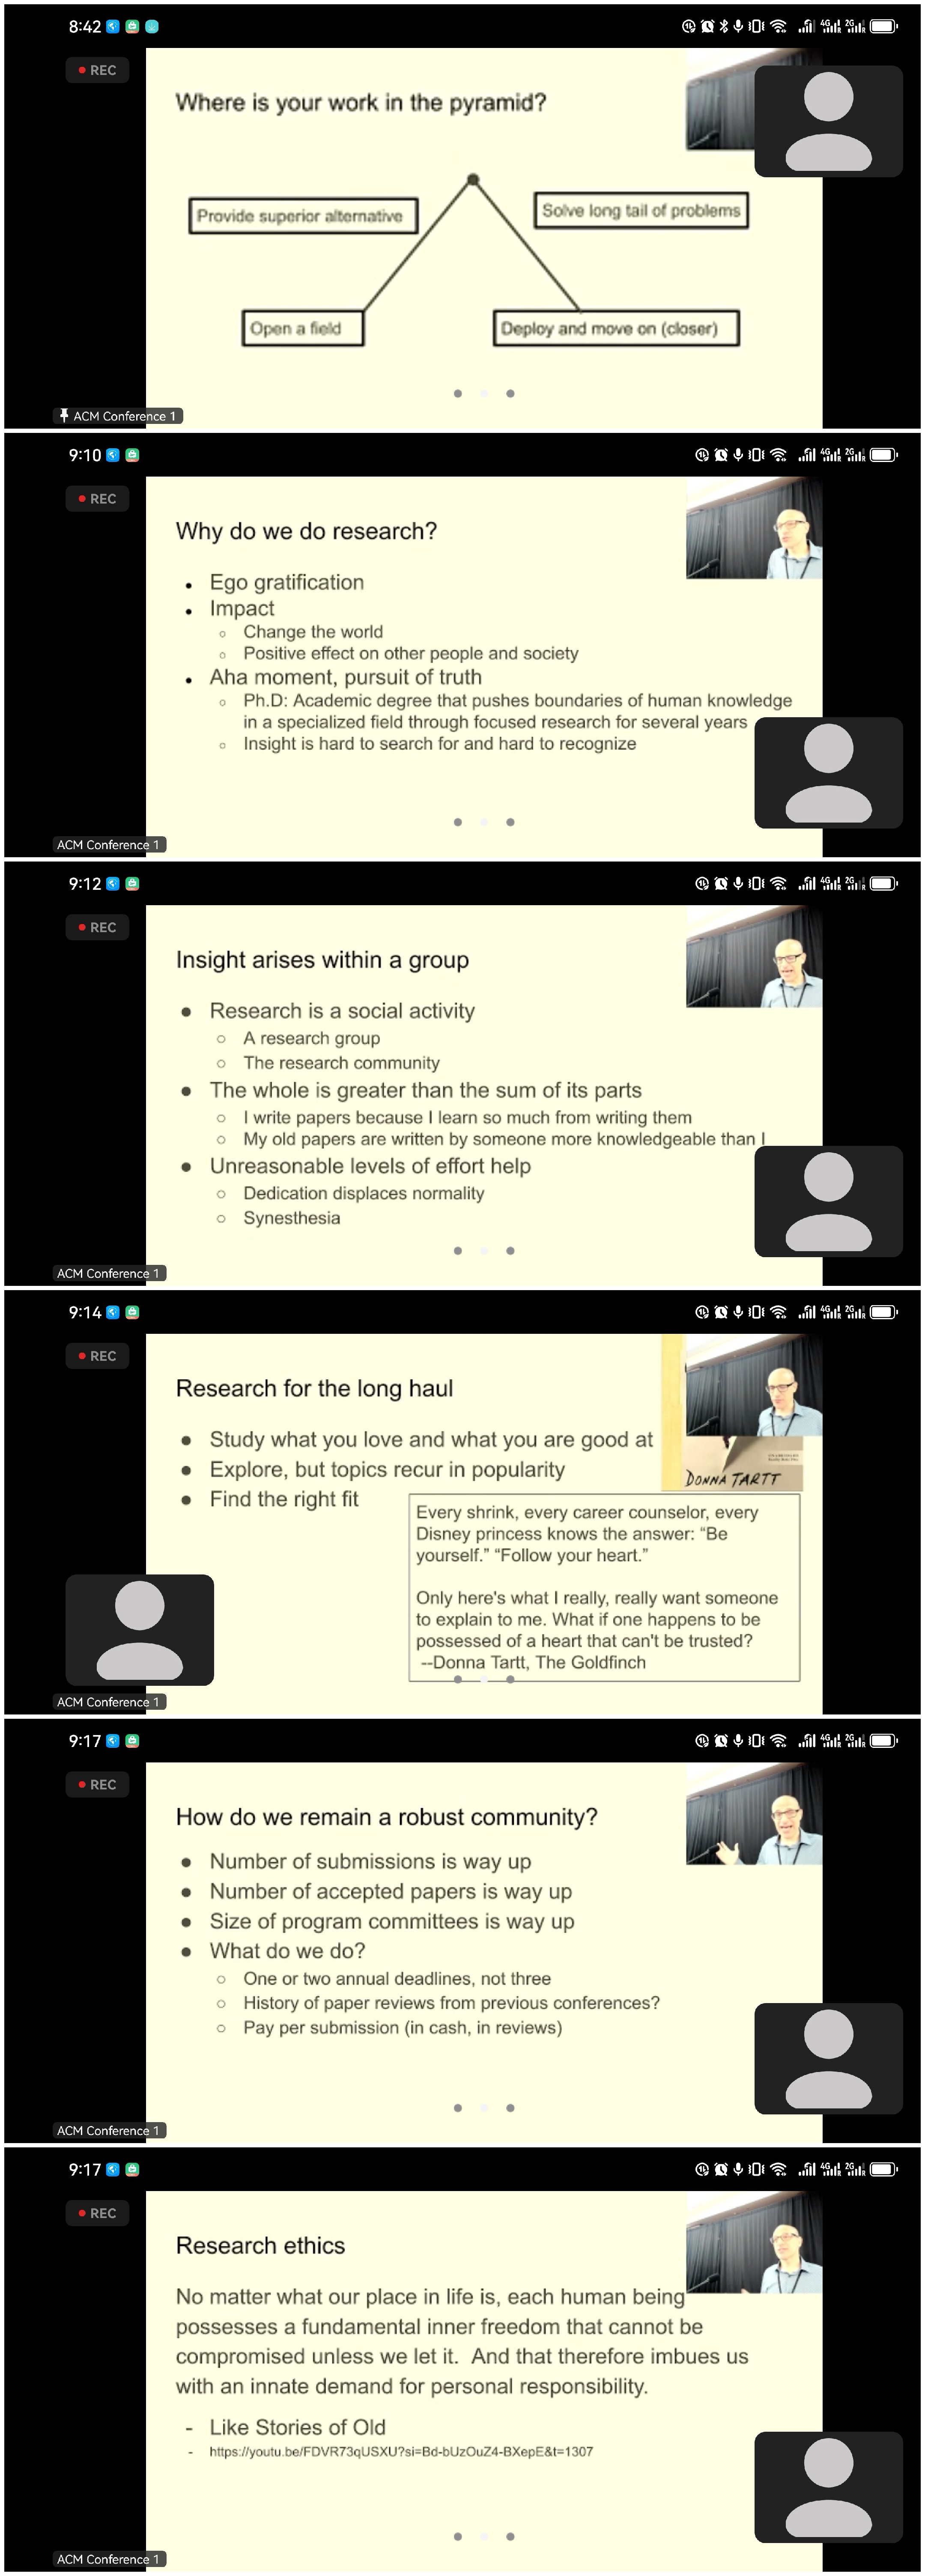 8:42
REC
Where is your work in the pyramid?
Provide superior alternative
Solve long tail of problems
Open a field
Deploy and move on (closer)
ACM Conference 1
9:10
4G 2G
REC
Why do we do research?
• Ego gratification
• Impact
○ Change the world
○ Positive effect on other people and society
• Aha moment, pursuit of truth
○ Ph.D: Academic degree that pushes boundaries of human knowledge
in a specialized field through focused research for several years
○ Insight is hard to search for and hard to recognize
ACM Conference 1
9:12
4G 2G
REC
Insight arises within a group
● Research is a social activity
○ A research group
○ The research community
● The whole is greater than the sum of its parts
○ I write papers because I learn so much from writing them
○ My old papers are written by someone more knowledgeable than I
● Unreasonable levels of effort help
○ Dedication displaces normality
○ Synesthesia
ACM Conference 1
9:14
4G 2G
REC
Research for the long haul
● Study what you love and what you are good at
● Explore, but topics recur in popularity
● Find the right fit
DONNA TARTT
Every shrink, every career counselor, every
Disney princess knows the answer: “Be
yourself.” “Follow your heart.”
Only here's what I really, really want someone
to explain to me. What if one happens to be
possessed of a heart that can't be trusted?
--Donna Tartt, The Goldfinch
ACM Conference 1
9:17
4G 2G
REC
How do we remain a robust community?
● Number of submissions is way up
● Number of accepted papers is way up
● Size of program committees is way up
● What do we do?
○ One or two annual deadlines, not three
○ History of paper reviews from previous conferences?
○ Pay per submission (in cash, in reviews)
ACM Conference 1
9:17
4G 2G
REC
Research ethics
No matter what our place in life is, each human being
possesses a fundamental inner freedom that cannot be
compromised unless we let it. And that therefore imbues us
with an innate demand for personal responsibility.
- Like Stories of Old
- https://youtu.be/FDVR73qUSXU?si=Bd-bUzOuZ4-BXepE&t=1307
ACM Conference 1